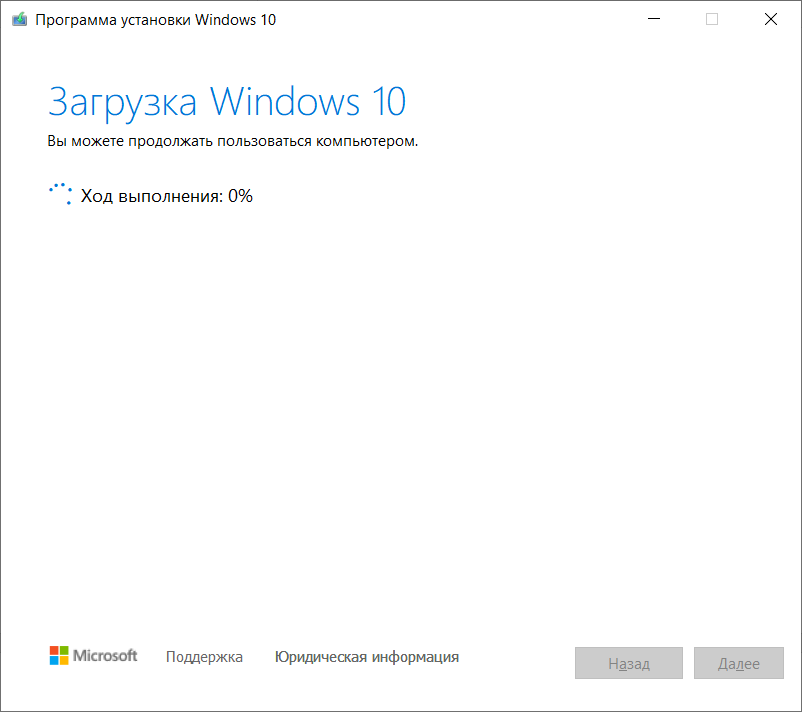 Программа установки Windows 10
Загрузка Windows 10
Вы можете продолжать пользоваться компьютером.
Ход выполнения: 0%
Microsoft Поддержка Юридическая информация Назад Далее